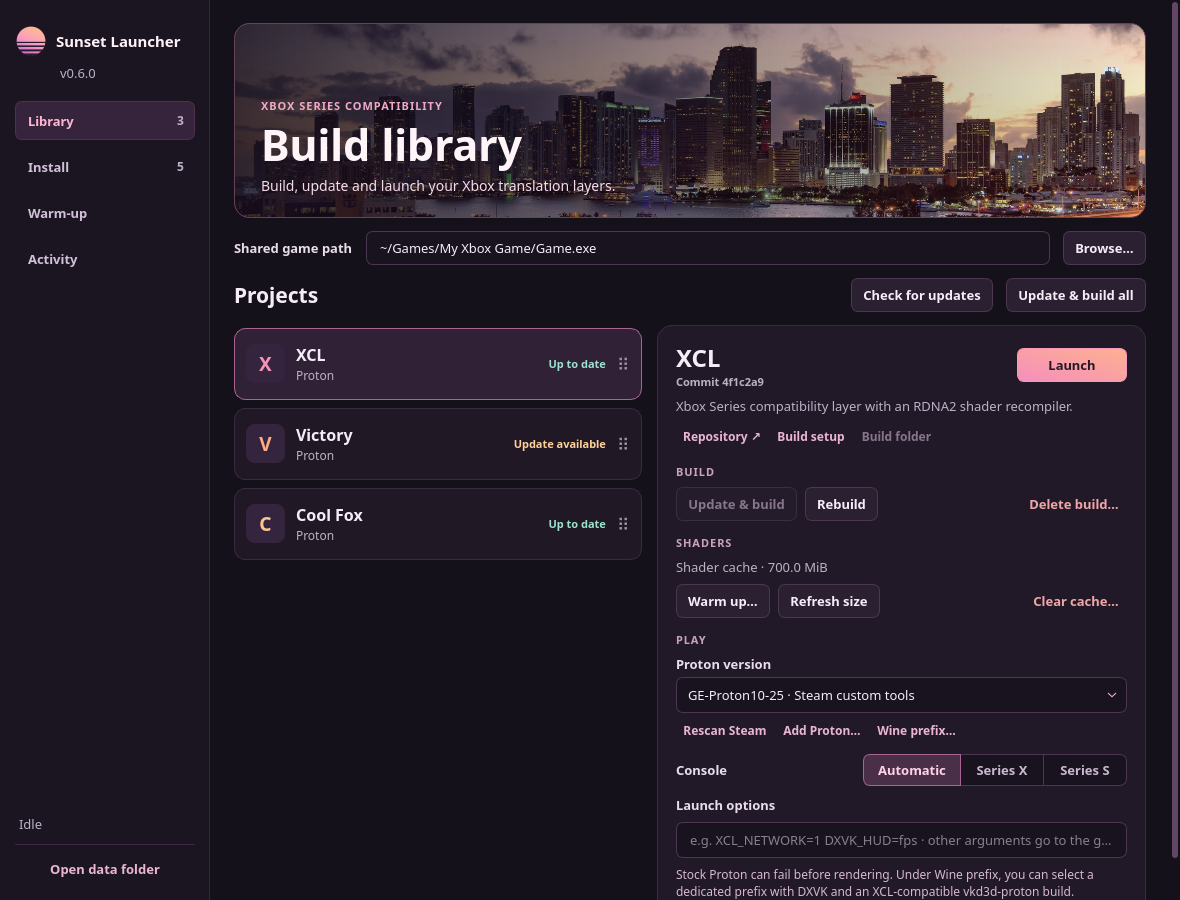 Sunset Launcher
v0.6.0
Library 3
Install 5
Warm-up
Activity
Idle
Open data folder
XBOX SERIES COMPATIBILITY
Build library
Build, update and launch your Xbox translation layers.
Shared game path ~/Games/My Xbox Game/Game.exe Browse...
Projects Check for updates Update & build all
X XCL
Proton
Up to date
V Victory
Proton
Update available
C Cool Fox
Proton
Up to date
XCL
Commit 4f1c2a9
Launch
Xbox Series compatibility layer with an RDNA2 shader recompiler.
Repository ↗ Build setup Build folder
BUILD
Update & build Rebuild Delete build...
SHADERS
Shader cache · 700.0 MiB
Warm up... Refresh size Clear cache...
PLAY
Proton version
GE-Proton10-25 · Steam custom tools
Rescan Steam Add Proton... Wine prefix...
Console Automatic Series X Series S
Launch options
e.g. XCL_NETWORK=1 DXVK_HUD=fps · other arguments go to the g...
Stock Proton can fail before rendering. Under Wine prefix, you can select a
dedicated prefix with DXVK and an XCL-compatible vkd3d-proton build.